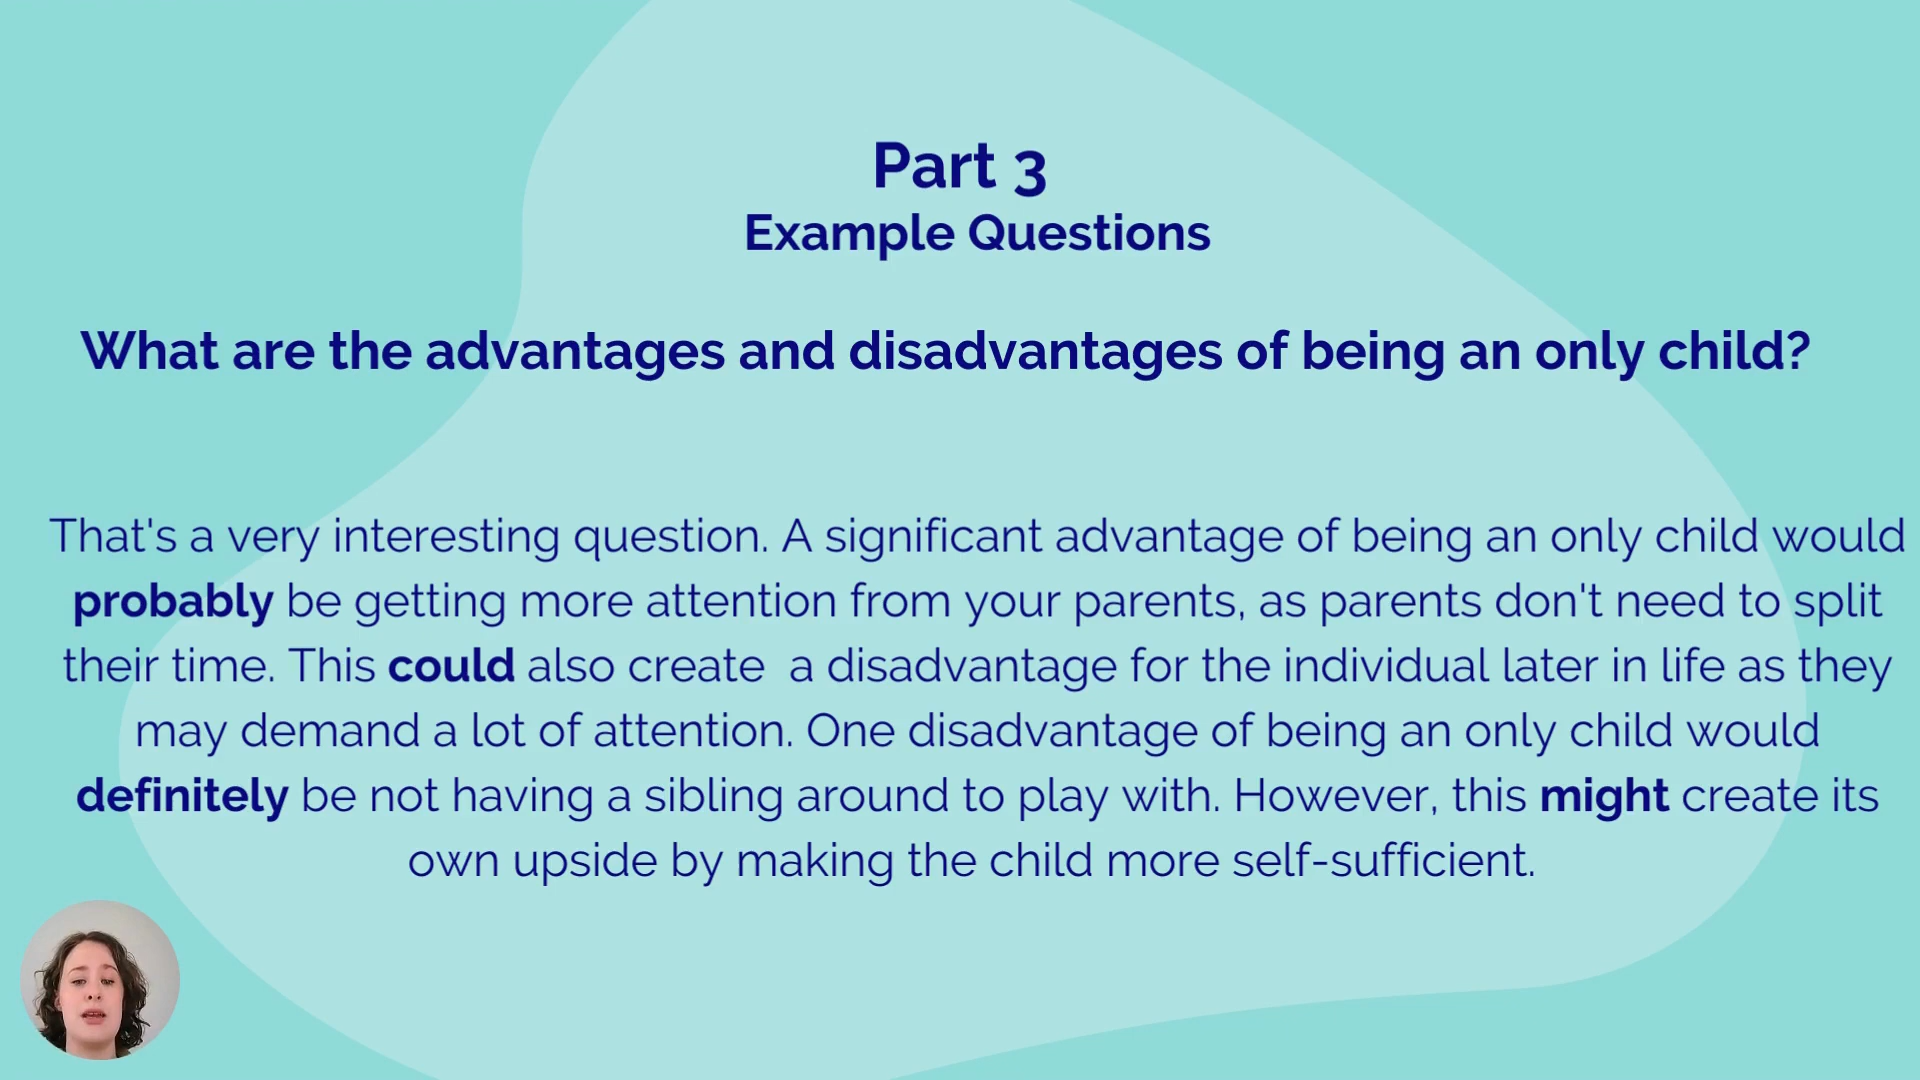 Part 3
Example Questions
What are the advantages and disadvantages of being an only child?
That's a very interesting question. A significant advantage of being an only child would
probably be getting more attention from your parents, as parents don't need to split
their time. This could also create  a disadvantage for the individual later in life as they
may demand a lot of attention. One disadvantage of being an only child would
definitely be not having a sibling around to play with. However, this might create its
own upside by making the child more self-sufficient.